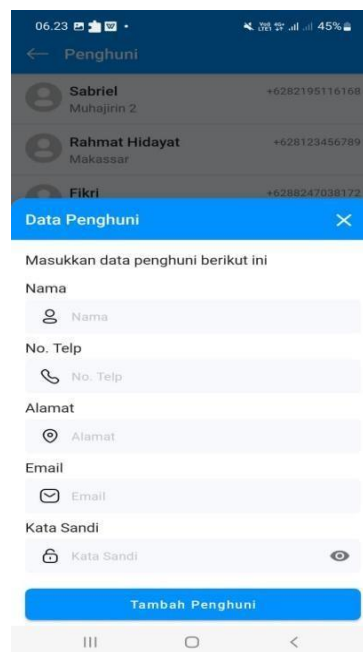 06.23
45%
Penghuni
Sabriel
+6282195116168
Muhajirin 2
Rahmat Hidayat
+628123456789
Makassar
Fikri
+6288247038172
Data Penghuni
Masukkan data penghuni berikut ini
Nama
Nama
No. Telp
No. Telp
Alamat
Alamat
Email
Email
Kata Sandi
Kata Sandi
Tambah Penghuni